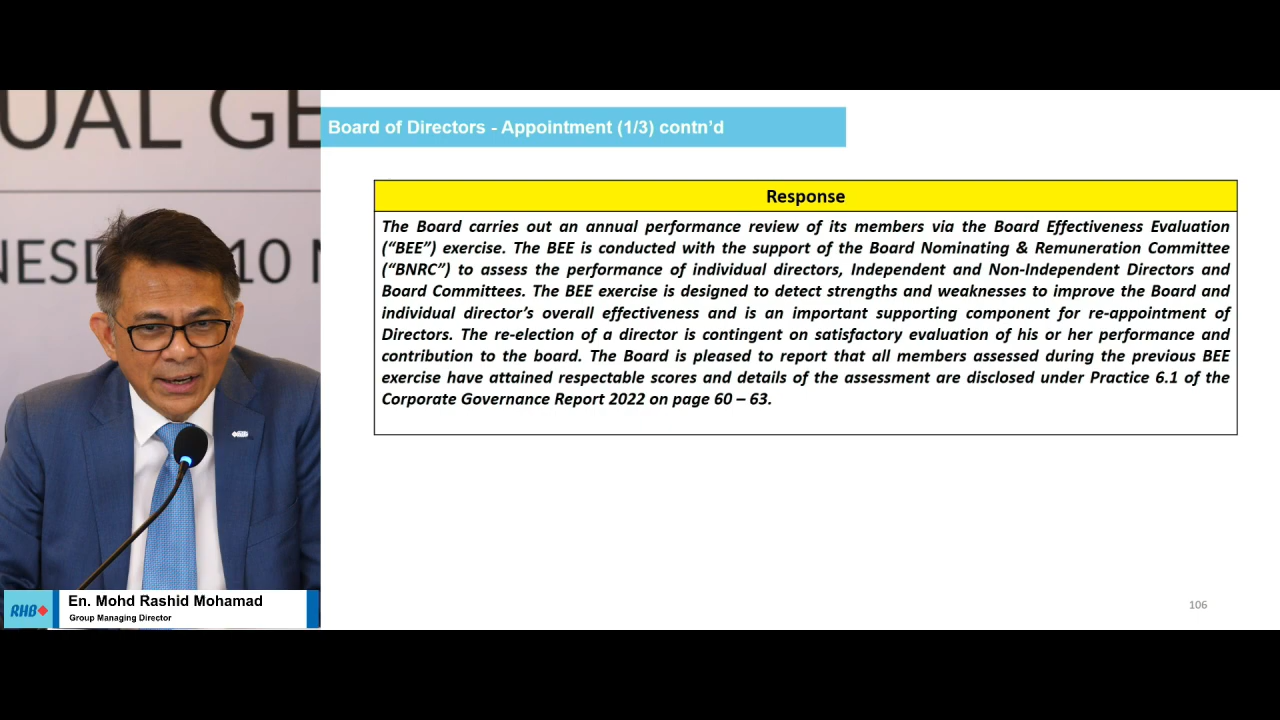 UAL GE
NESD 10 M
Board of Directors - Appointment (1/3) contn’d
Response
The Board carries out an annual performance review of its members via the Board Effectiveness Evaluation
(“BEE”) exercise. The BEE is conducted with the support of the Board Nominating & Remuneration Committee
(“BNRC”) to assess the performance of individual directors, Independent and Non-Independent Directors and
Board Committees. The BEE exercise is designed to detect strengths and weaknesses to improve the Board and
individual director’s overall effectiveness and is an important supporting component for re-appointment of
Directors. The re-election of a director is contingent on satisfactory evaluation of his or her performance and
contribution to the board. The Board is pleased to report that all members assessed during the previous BEE
exercise have attained respectable scores and details of the assessment are disclosed under Practice 6.1 of the
Corporate Governance Report 2022 on page 60 – 63.
RHB
En. Mohd Rashid Mohamad
Group Managing Director
106